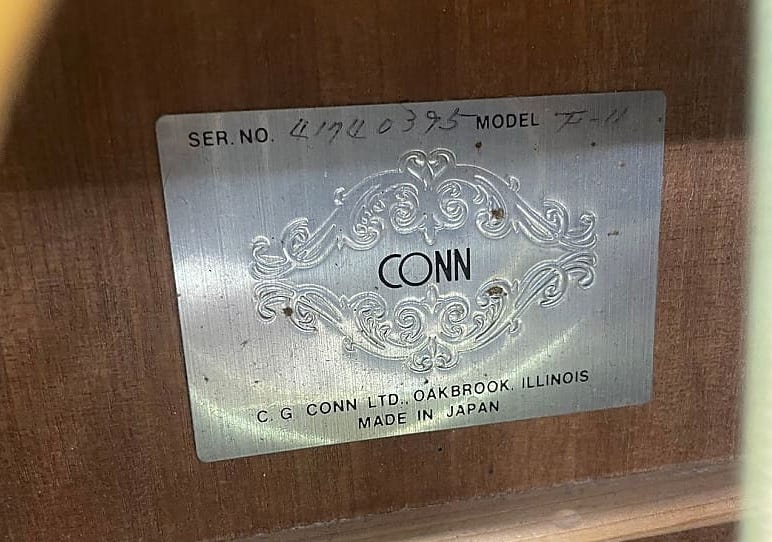 SER. NO. 41740395 MODEL F-11
CONN
C. G CONN LTD., OAKBROOK, ILLINOIS
MADE IN JAPAN